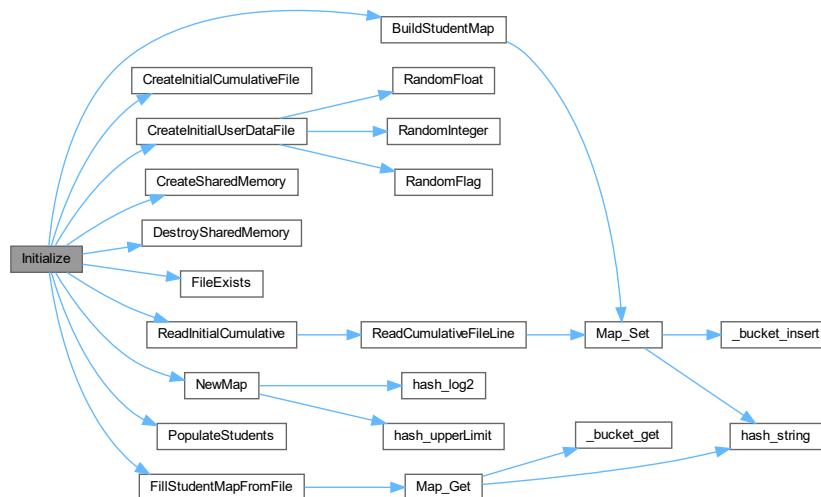 BuildStudentMap
CreateInitialCumulativeFile
RandomFloat
CreateInitialUserDataFile
RandomInteger
CreateSharedMemory
RandomFlag
DestroySharedMemory
Initialize
FileExists
ReadInitialCumulative
ReadCumulativeFileLine
Map_Set
_bucket_insert
NewMap
hash_log2
PopulateStudents
hash_upperLimit
_bucket_get
hash_string
FillStudentMapFromFile
Map_Get